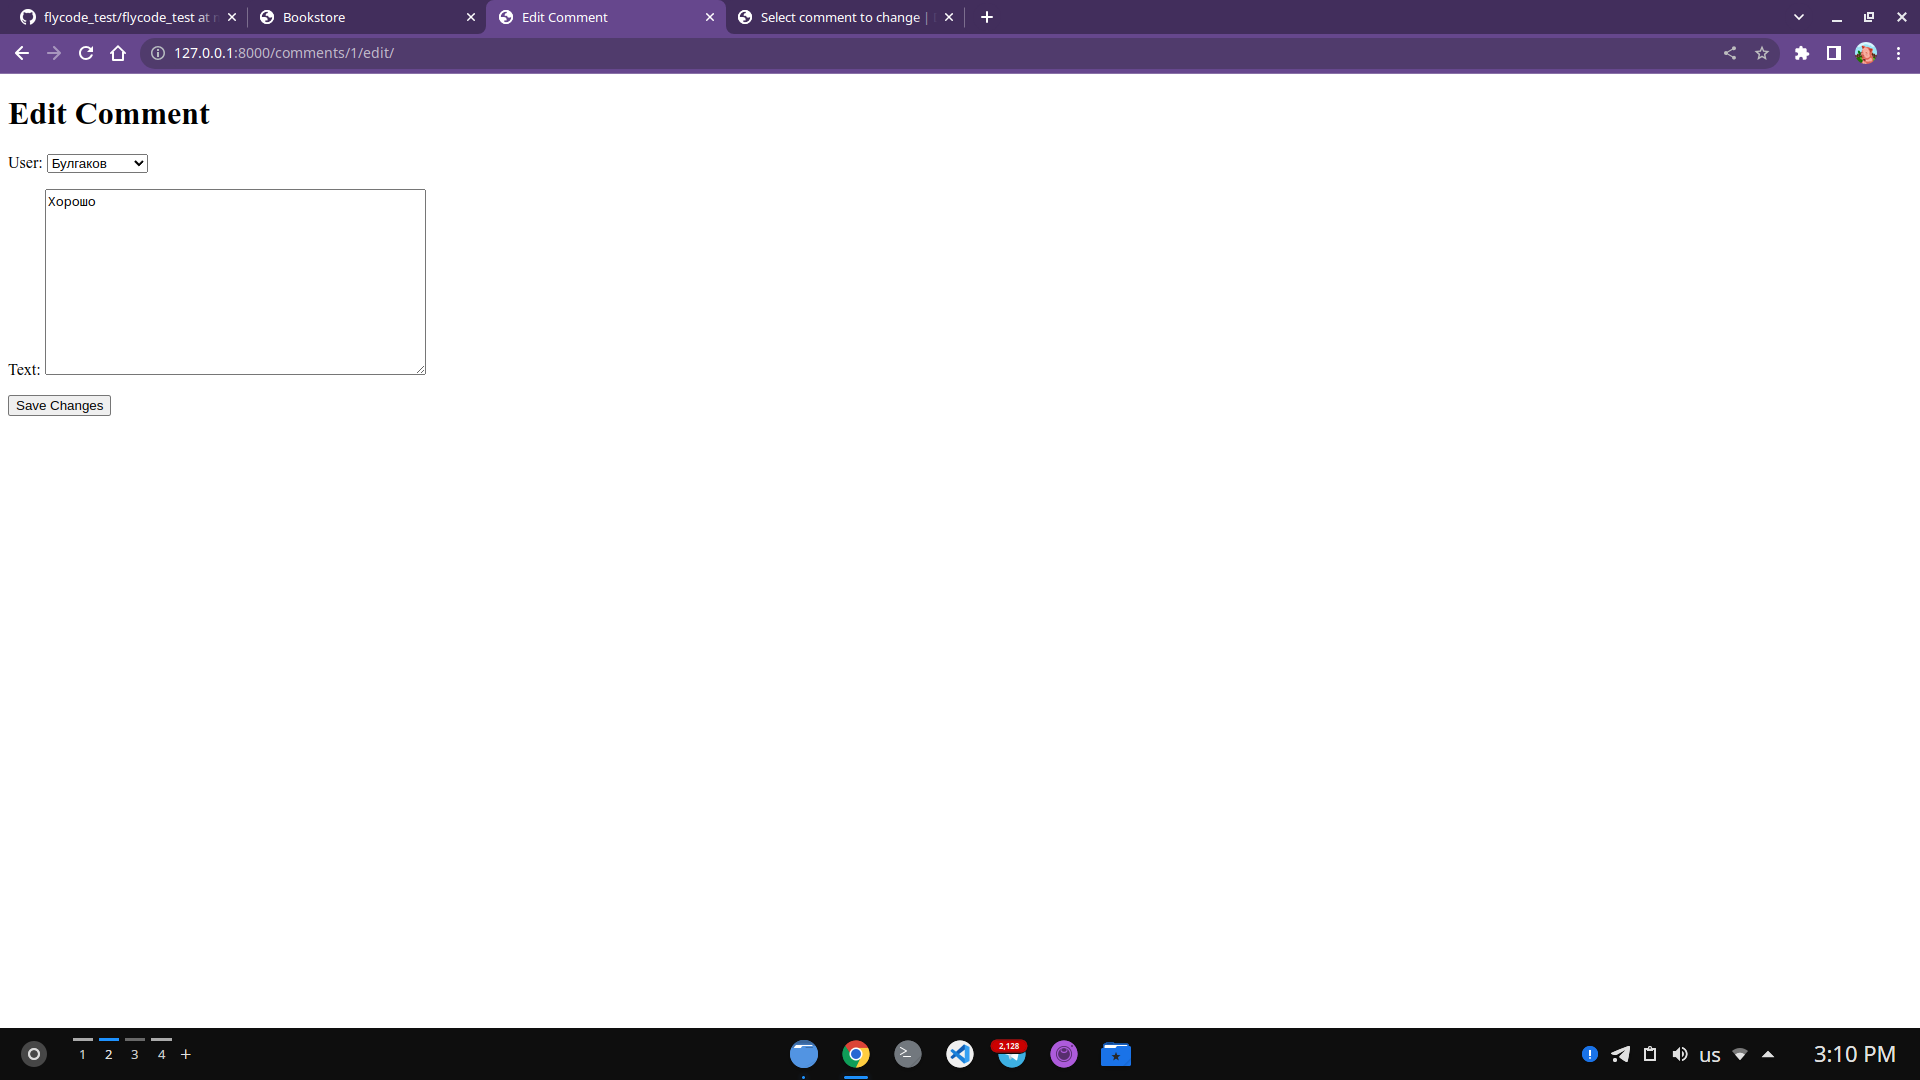 flycode_test/flycode_test at
Bookstore
Edit Comment
Select comment to change |
127.0.0.1:8000/comments/1/edit/
Edit Comment
User: Булгаков
Хорошо
Text:
Save Changes
1 2 3 4 +
2,128
us
3:10 PM